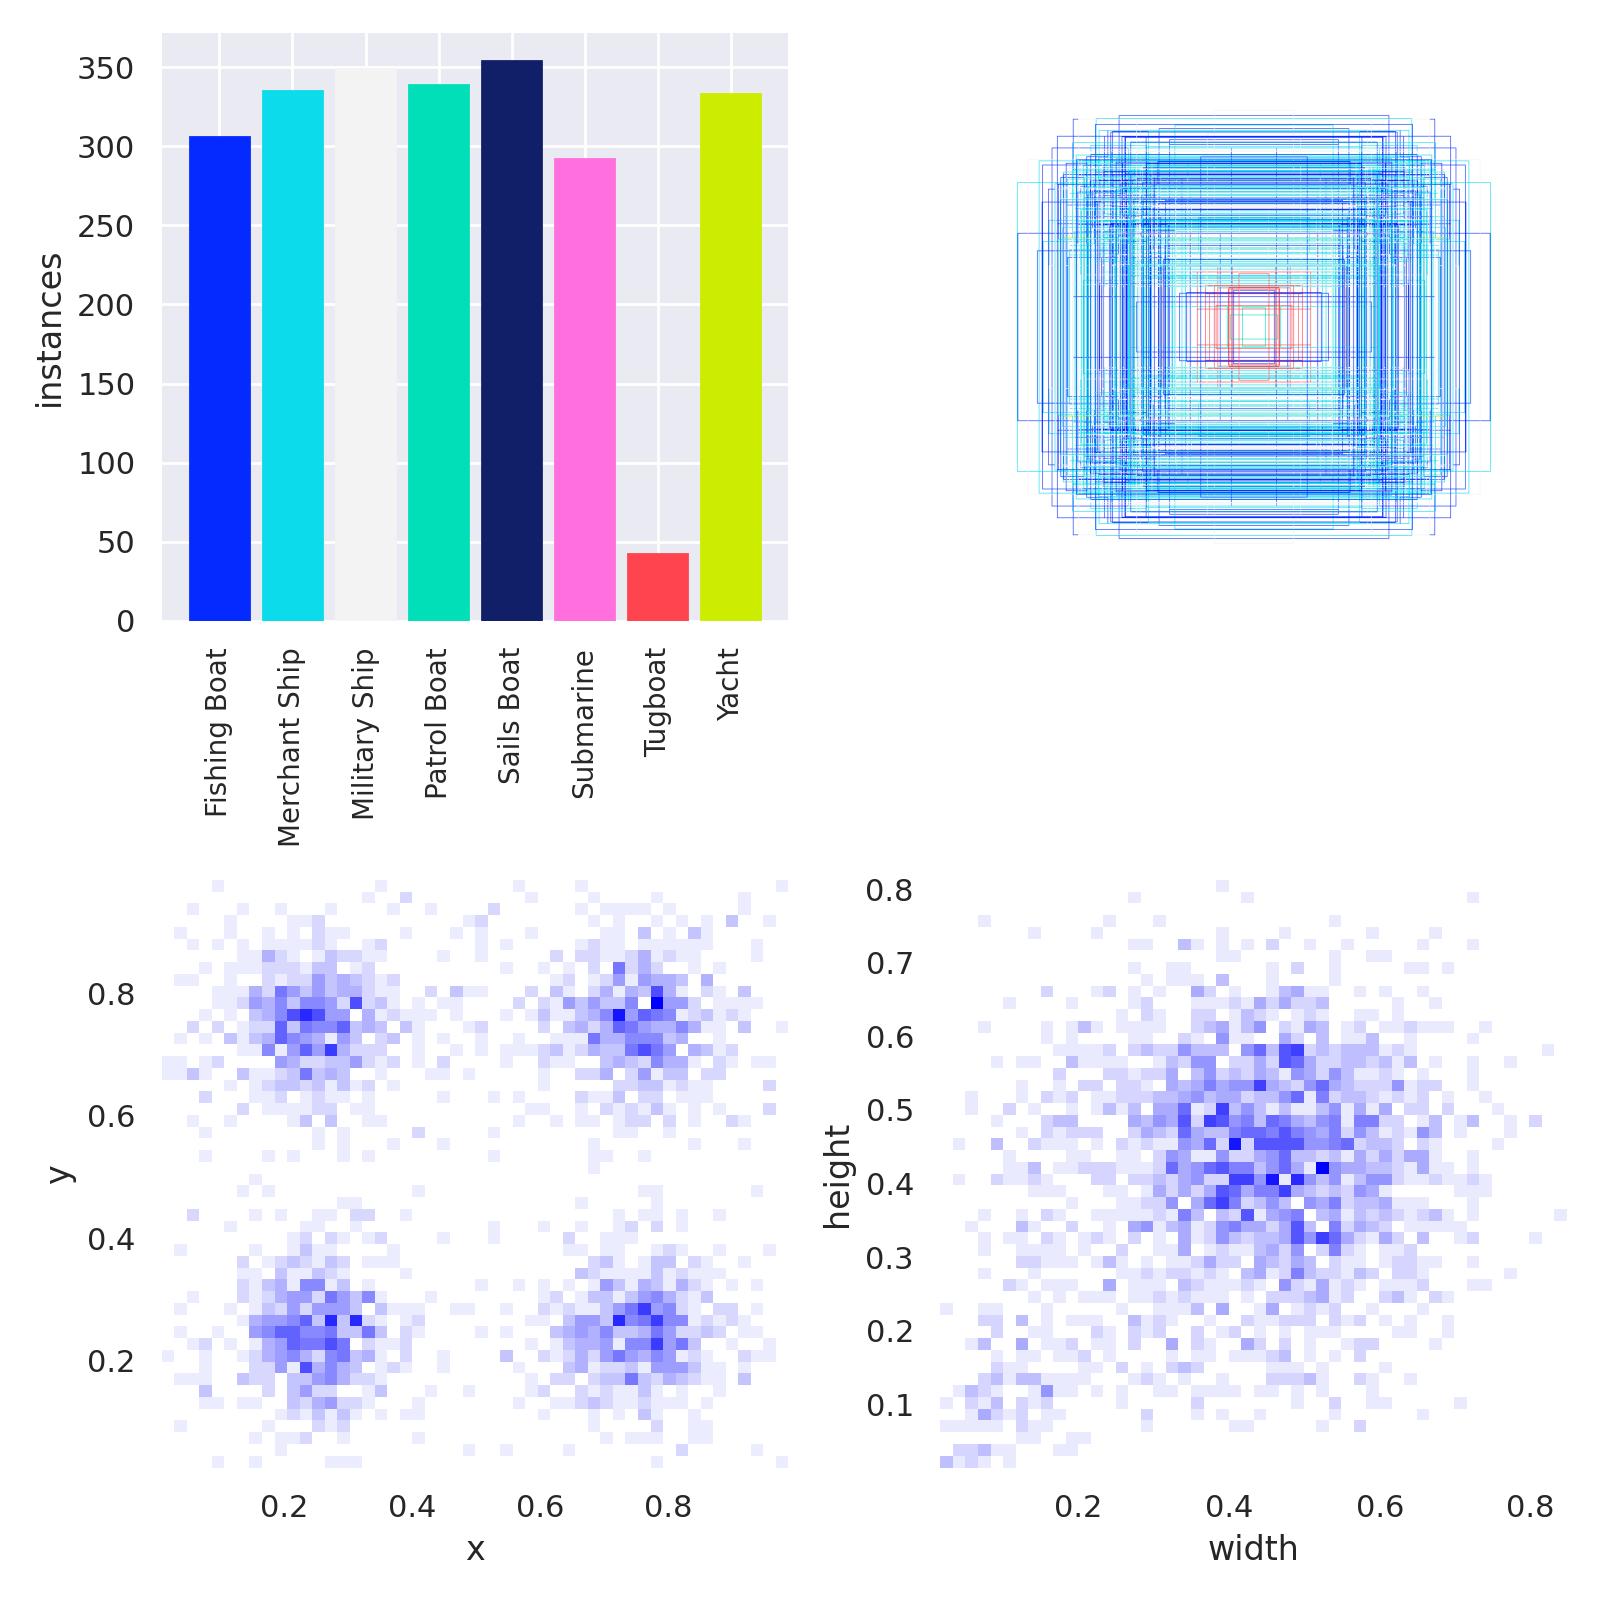 instances
350
300
250
200
150
100
50
0
Fishing Boat
Merchant Ship
Military Ship
Patrol Boat
Sails Boat
Submarine
Tugboat
Yacht
y
0.8
0.6
0.4
0.2
0.2 0.4 0.6 0.8
x
height
0.8
0.7
0.6
0.5
0.4
0.3
0.2
0.1
0.2 0.4 0.6 0.8
width